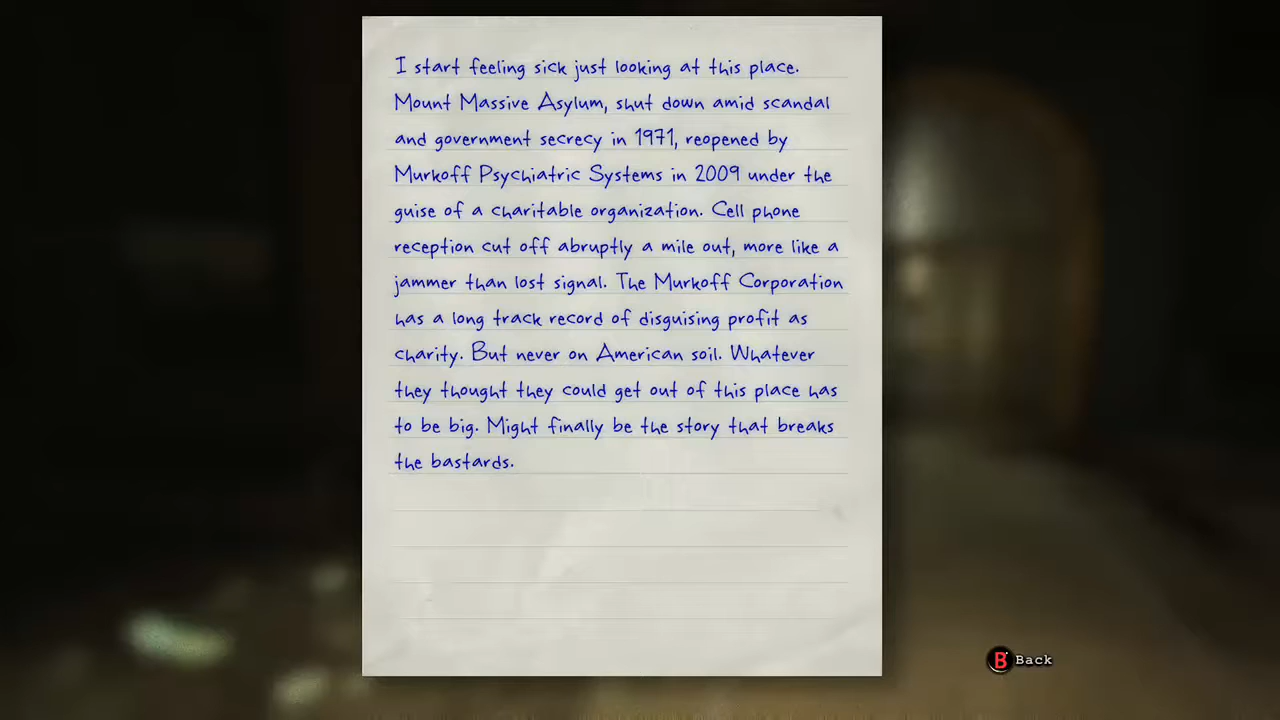 I start feeling sick just looking at this place.
Mount Massive Asylum, shut down amid scandal
and government secrecy in 1971, reopened by
Murkoff Psychiatric Systems in 2009 under the
guise of a charitable organization. Cell phone
reception cut off abruptly a mile out, more like a
jammer than lost signal. The Murkoff Corporation
has a long track record of disguising profit as
charity. But never on American soil. Whatever
they thought they could get out of this place has
to be big. Might finally be the story that breaks
the bastards.
B Back